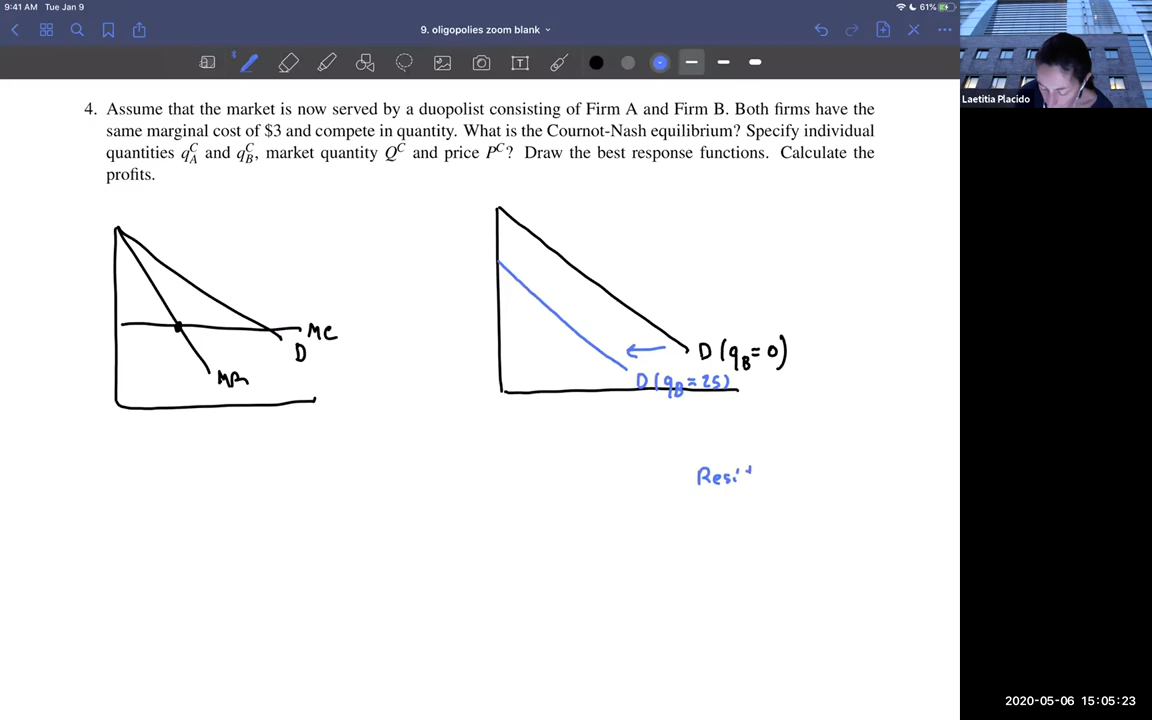 9:41 AM Tue Jan 9
61%
9. oligopolies zoom blank
4. Assume that the market is now served by a duopolist consisting of Firm A and Firm B. Both firms have the
same marginal cost of $3 and compete in quantity. What is the Cournot-Nash equilibrium? Specify individual
quantities q_A^C and q_B^C, market quantity Q^C and price P^C? Draw the best response functions. Calculate the
profits.
MC
D
MR
D (q_B = 0)
D (q_B = 25)
Laetitia Placido
2020-05-06 15:05:23